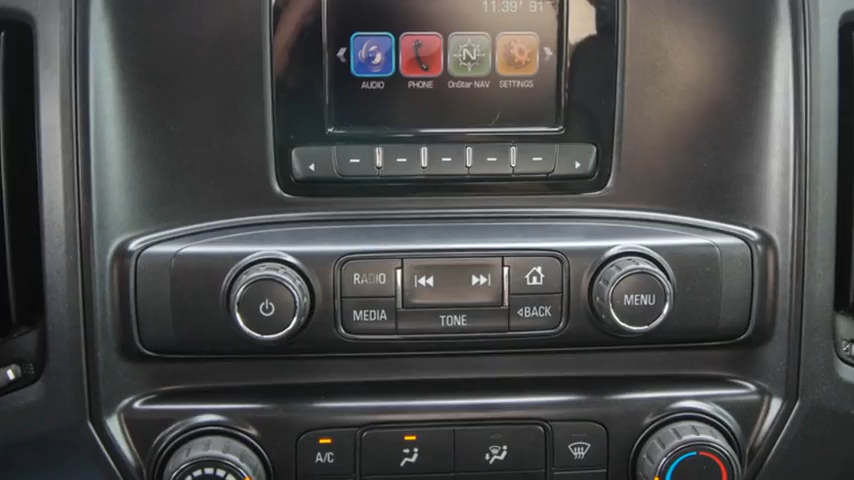 11:39 91
AUDIO PHONE OnStar NAV SETTINGS
RADIO
MEDIA
TONE
BACK
MENU
A/C